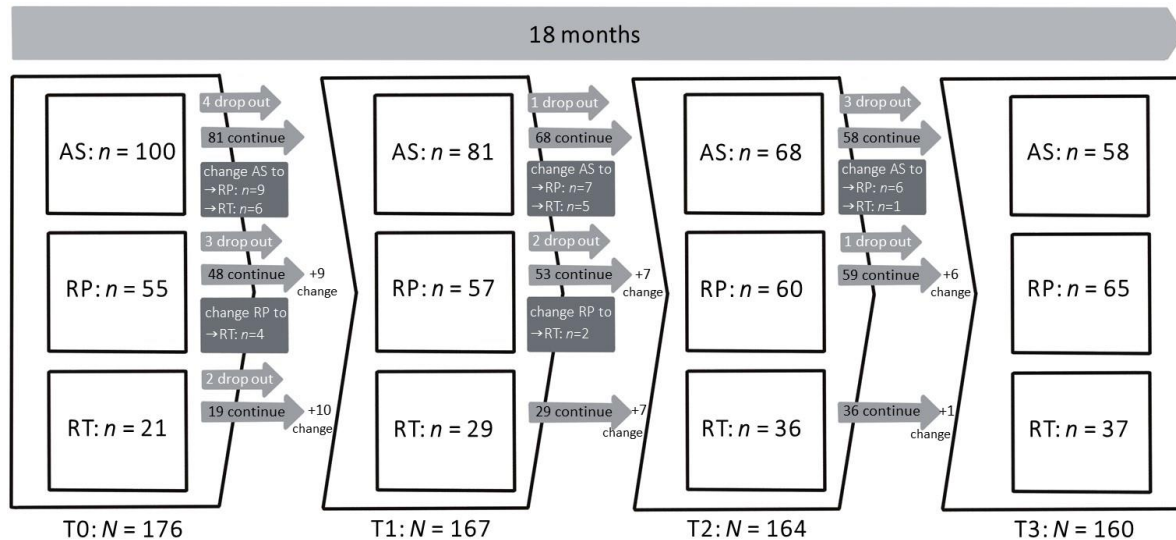 18 months
AS: n = 100
4 drop out
81 continue
change AS to
→RP: n=9
→RT: n=6
RP: n = 55
3 drop out
48 continue
+9
change
change RP to
→RT: n=4
RT: n = 21
2 drop out
19 continue
+10
change
T0: N = 176
AS: n = 81
1 drop out
68 continue
change AS to
→RP: n=7
→RT: n=5
RP: n = 57
2 drop out
53 continue
+7
change
change RP to
→RT: n=2
RT: n = 29
29 continue
+7
change
T1: N = 167
AS: n = 68
3 drop out
58 continue
change AS to
→RP: n=6
→RT: n=1
RP: n = 60
1 drop out
59 continue
+6
change
RT: n = 36
36 continue
+1
change
T2: N = 164
AS: n = 58
RP: n = 65
RT: n = 37
T3: N = 160